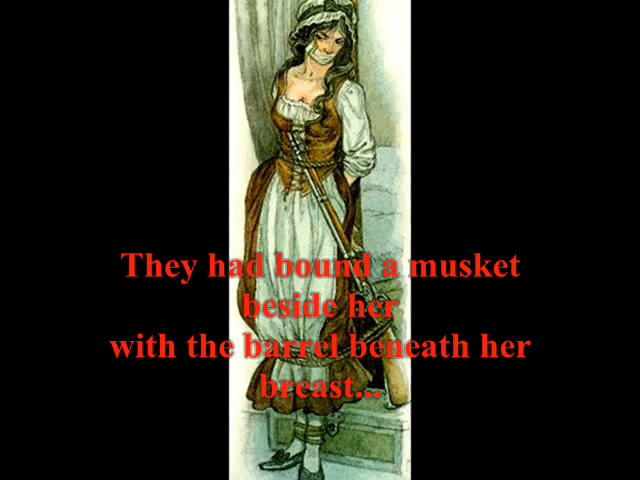 They had bound a musket
beside her
with the barrel beneath her
breast...